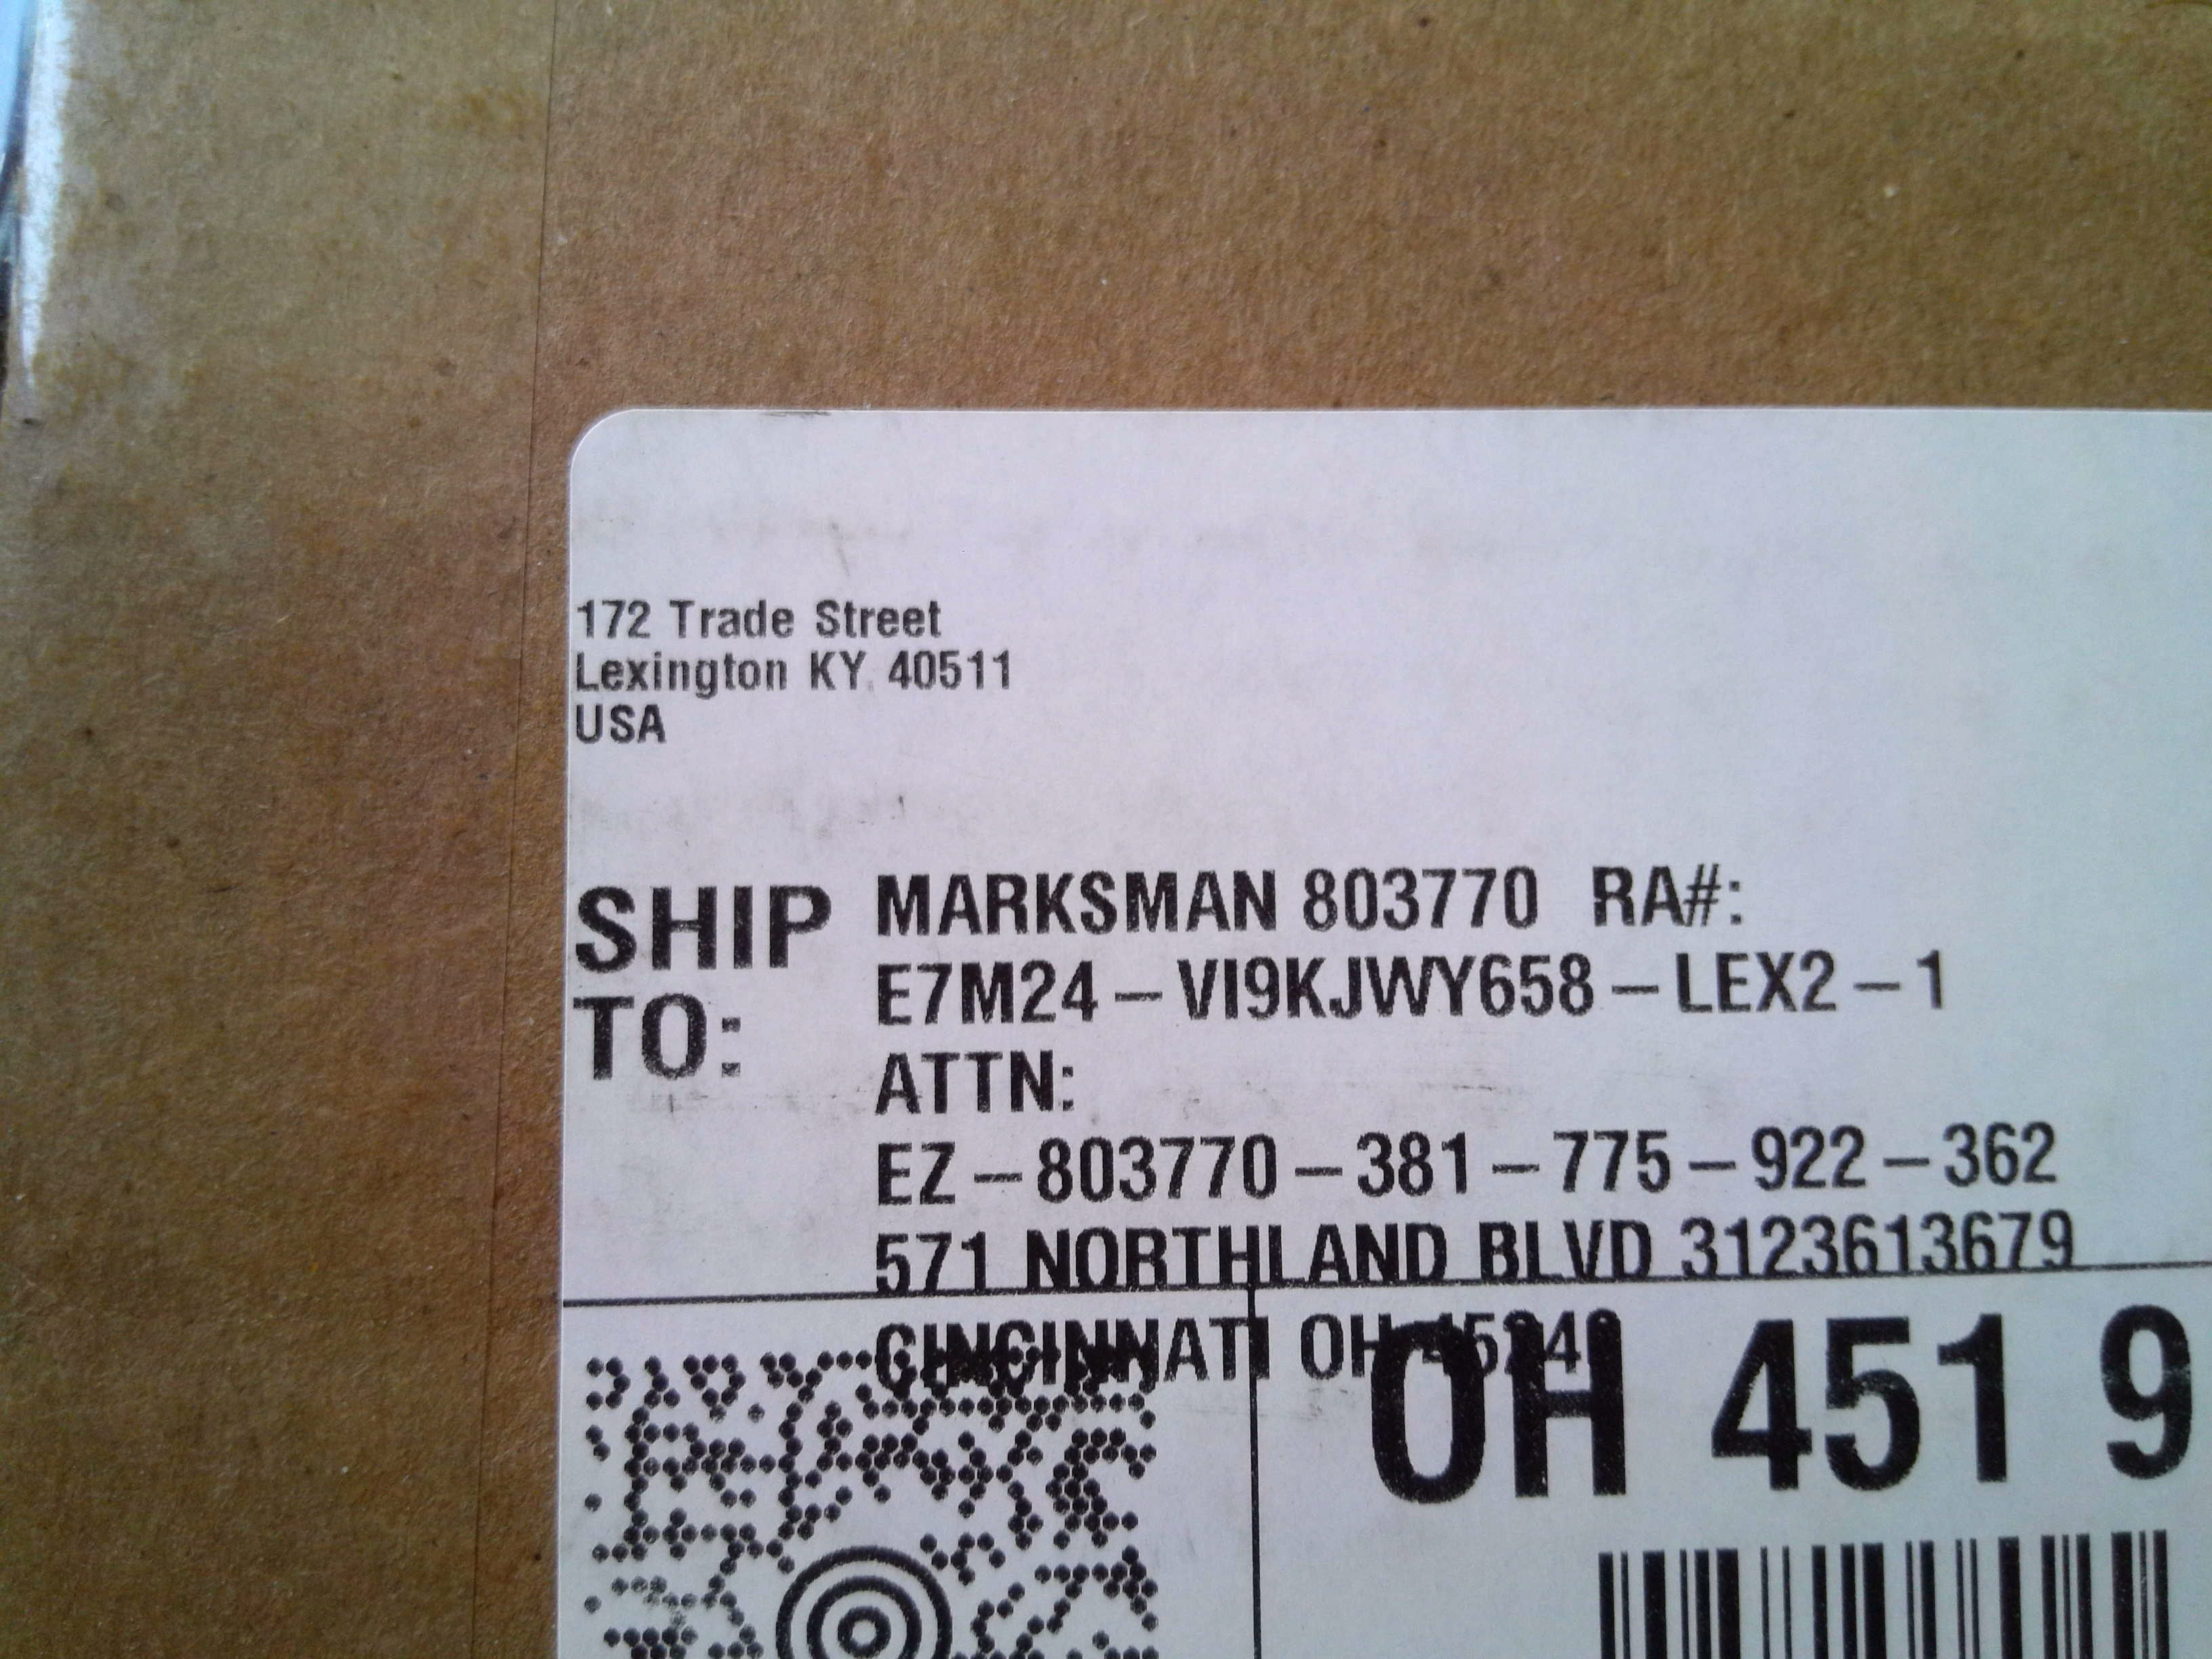 172 Trade Street
Lexington KY 40511
USA
SHIP
TO:
MARKSMAN 803770 RA#:
E7M24-VI9KJWY658-LEX2-1
ATTN:
EZ-803770-381-775-922-362
571 NORTHLAND BLVD 3123613679
CINCINNATI OH
OH 451 9